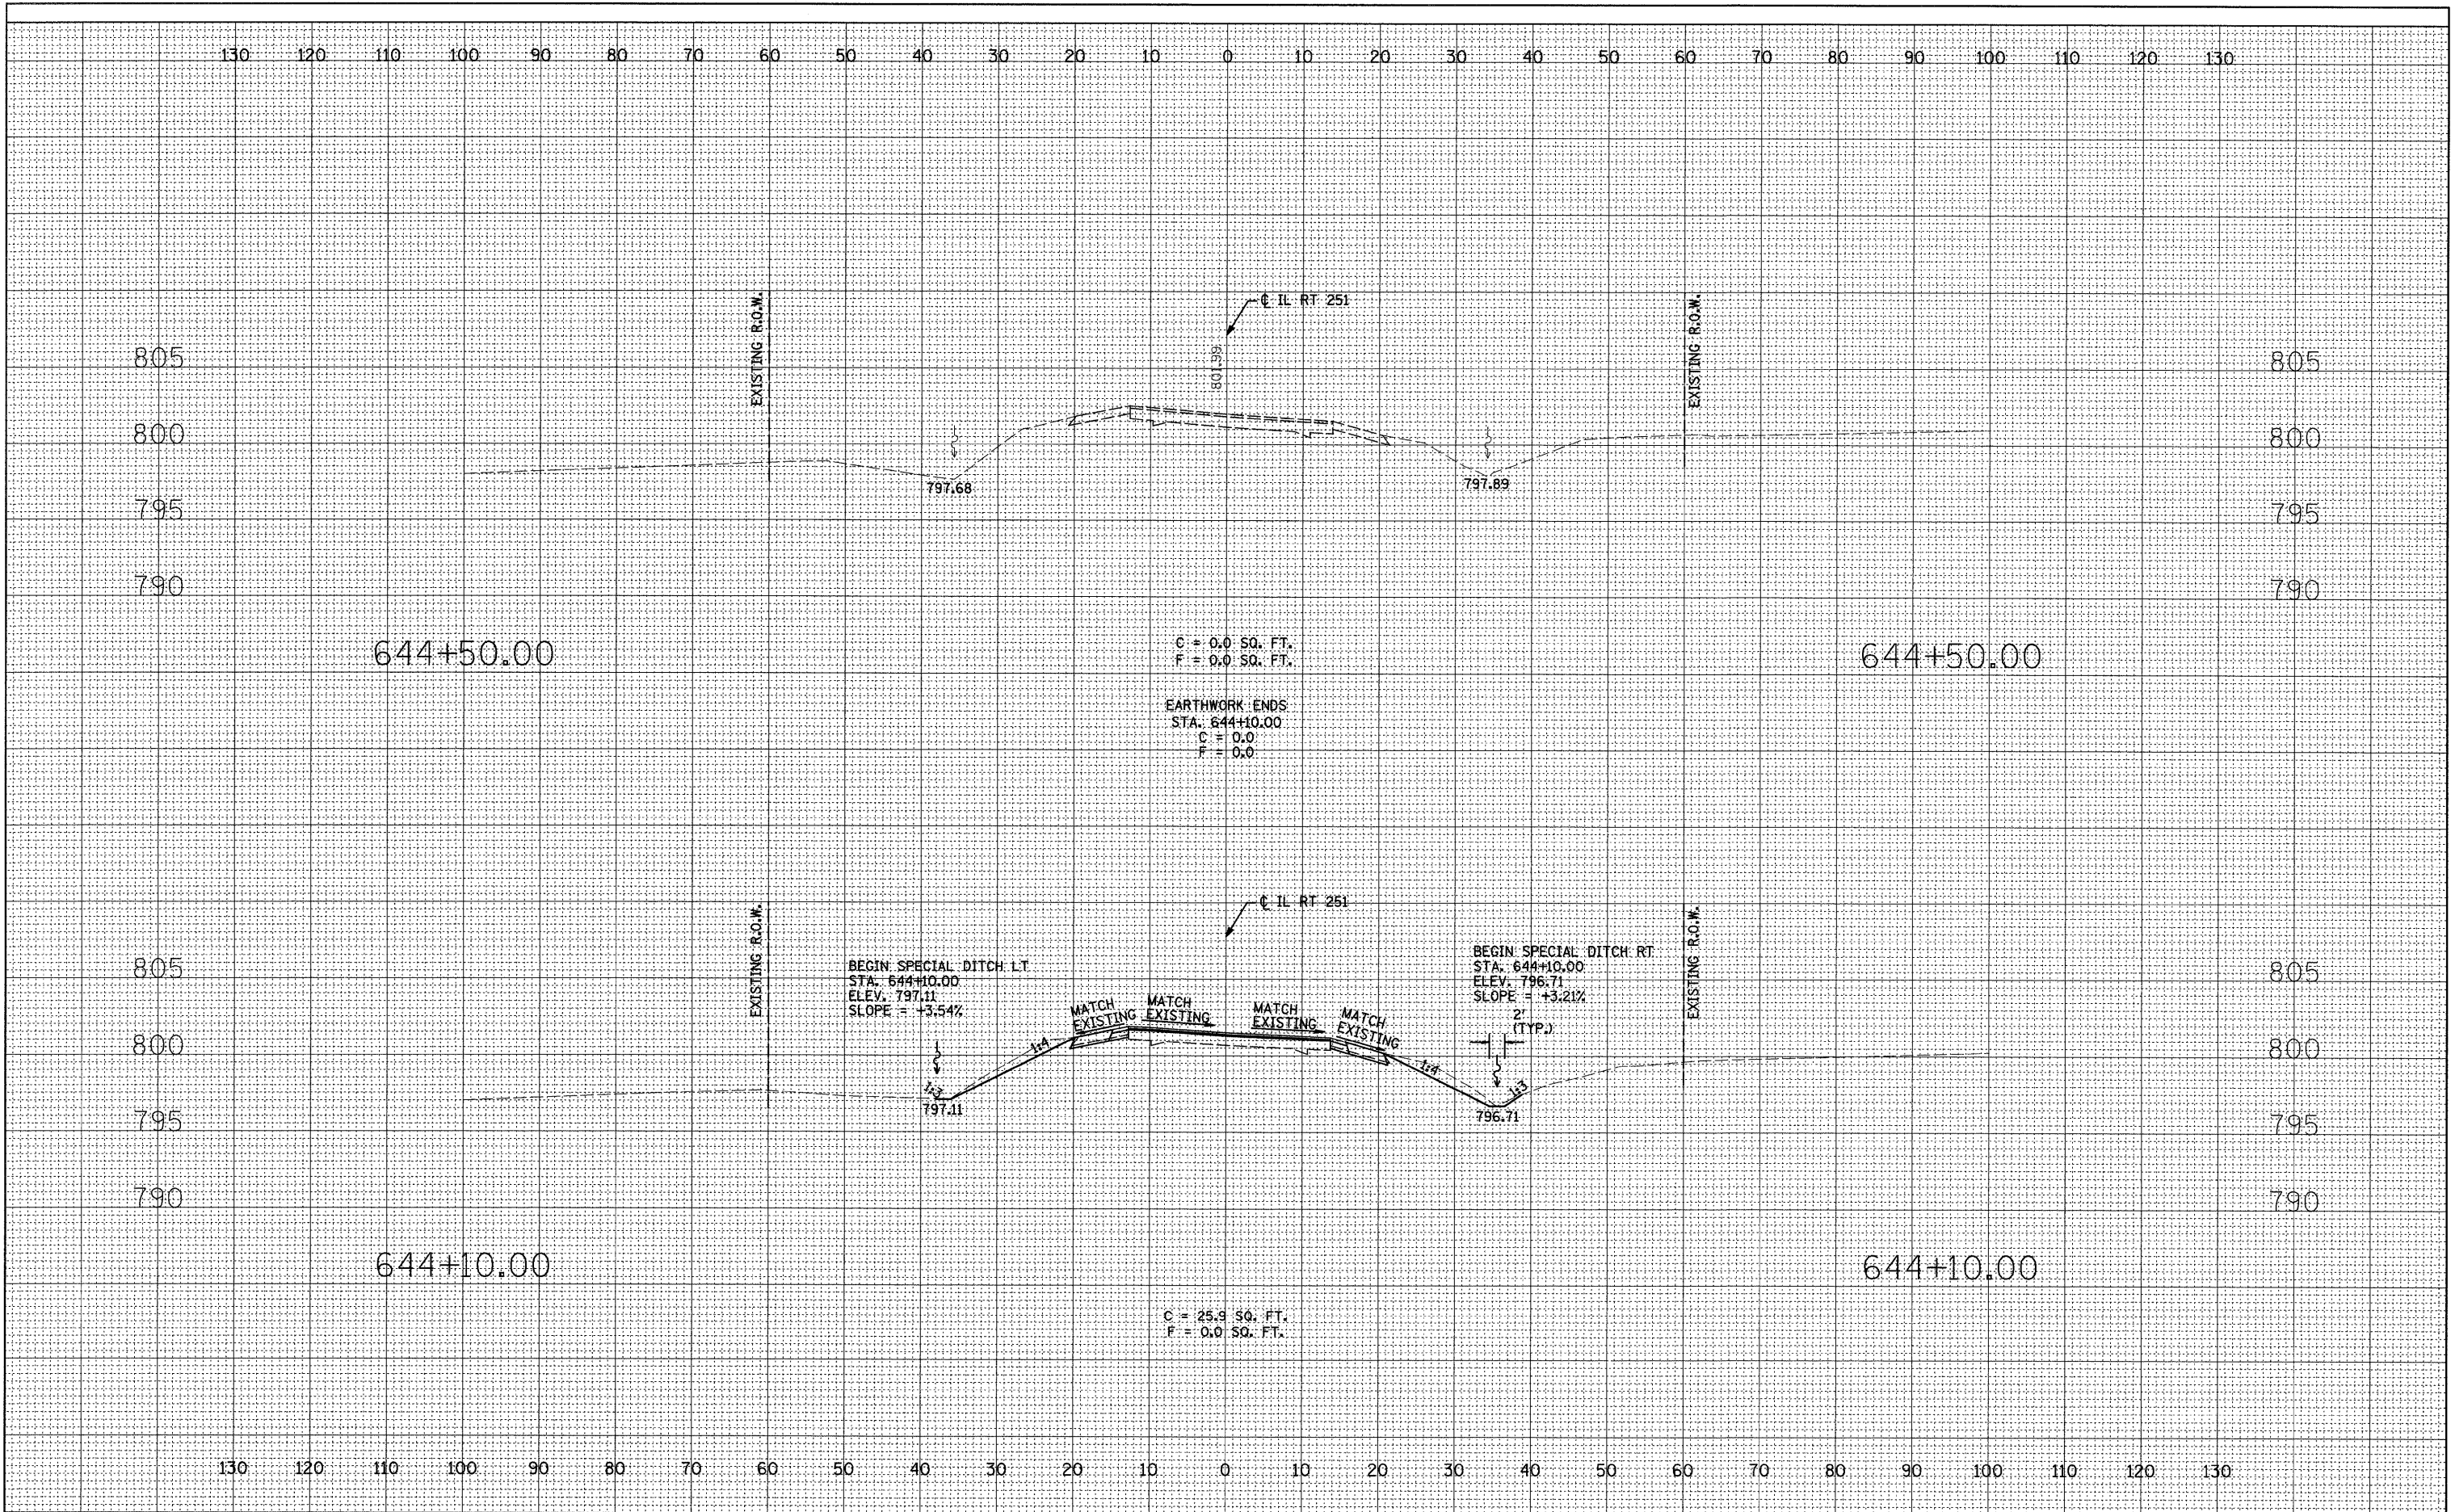 130 120 110 100 90 80 70 60 50 40 30 20 10 0 10 20 30 40 50 60 70 80 90 100 110 120 130
EXISTING R.O.W.
℄ IL RT 251
EXISTING R.O.W.
801.99
805 805
800 800
797.68 797.89
795 795
790 790
644+50.00 644+50.00
C = 0.0 SQ. FT.
F = 0.0 SQ. FT.
EARTHWORK ENDS
STA. 644+10.00
C = 0.0
F = 0.0
EXISTING R.O.W.
℄ IL RT 251
EXISTING R.O.W.
BEGIN SPECIAL DITCH LT
STA. 644+10.00
ELEV. 797.11
SLOPE = +3.54%
BEGIN SPECIAL DITCH RT
STA. 644+10.00
ELEV. 796.71
SLOPE = +3.21%
2'
(TYP.)
805 805
MATCH
EXISTING
MATCH
EXISTING
MATCH
EXISTING
MATCH
EXISTING
800 800
1:4 1:4
1:3 1:3
797.11 796.71
795 795
790 790
644+10.00 644+10.00
C = 25.9 SQ. FT.
F = 0.0 SQ. FT.
130 120 110 100 90 80 70 60 50 40 30 20 10 0 10 20 30 40 50 60 70 80 90 100 110 120 130